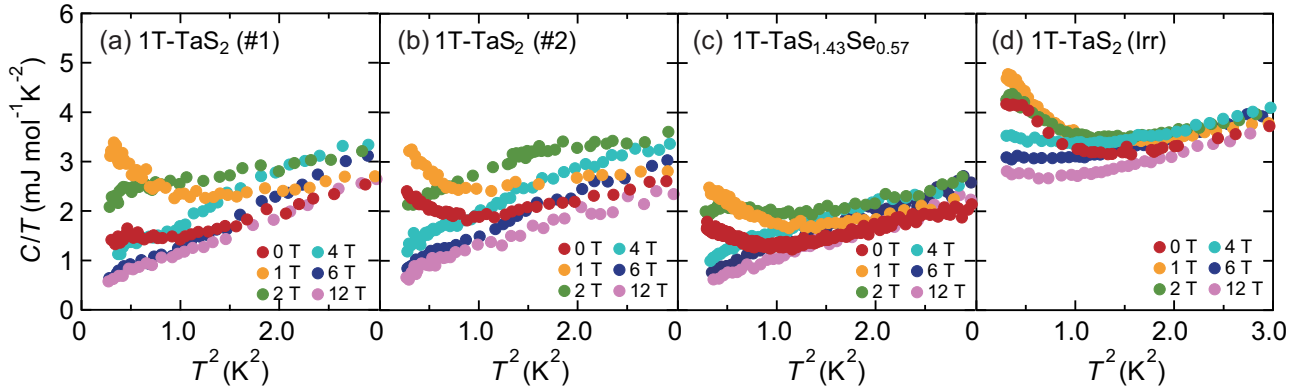 (a) 1T-TaS2 (#1)
(b) 1T-TaS2 (#2)
(c) 1T-TaS1.43Se0.57
(d) 1T-TaS2 (Irr)
C/T (mJ mol-1K-2)
6
5
4
3
2
1
0
0 T
1 T
2 T
4 T
6 T
12 T
0 T
1 T
2 T
4 T
6 T
12 T
0 T
1 T
2 T
4 T
6 T
12 T
0 T
1 T
2 T
4 T
6 T
12 T
0 1.0 2.0 0 1.0 2.0 0 1.0 2.0 0 1.0 2.0 3.0
T2 (K2)
T2 (K2)
T2 (K2)
T2 (K2)